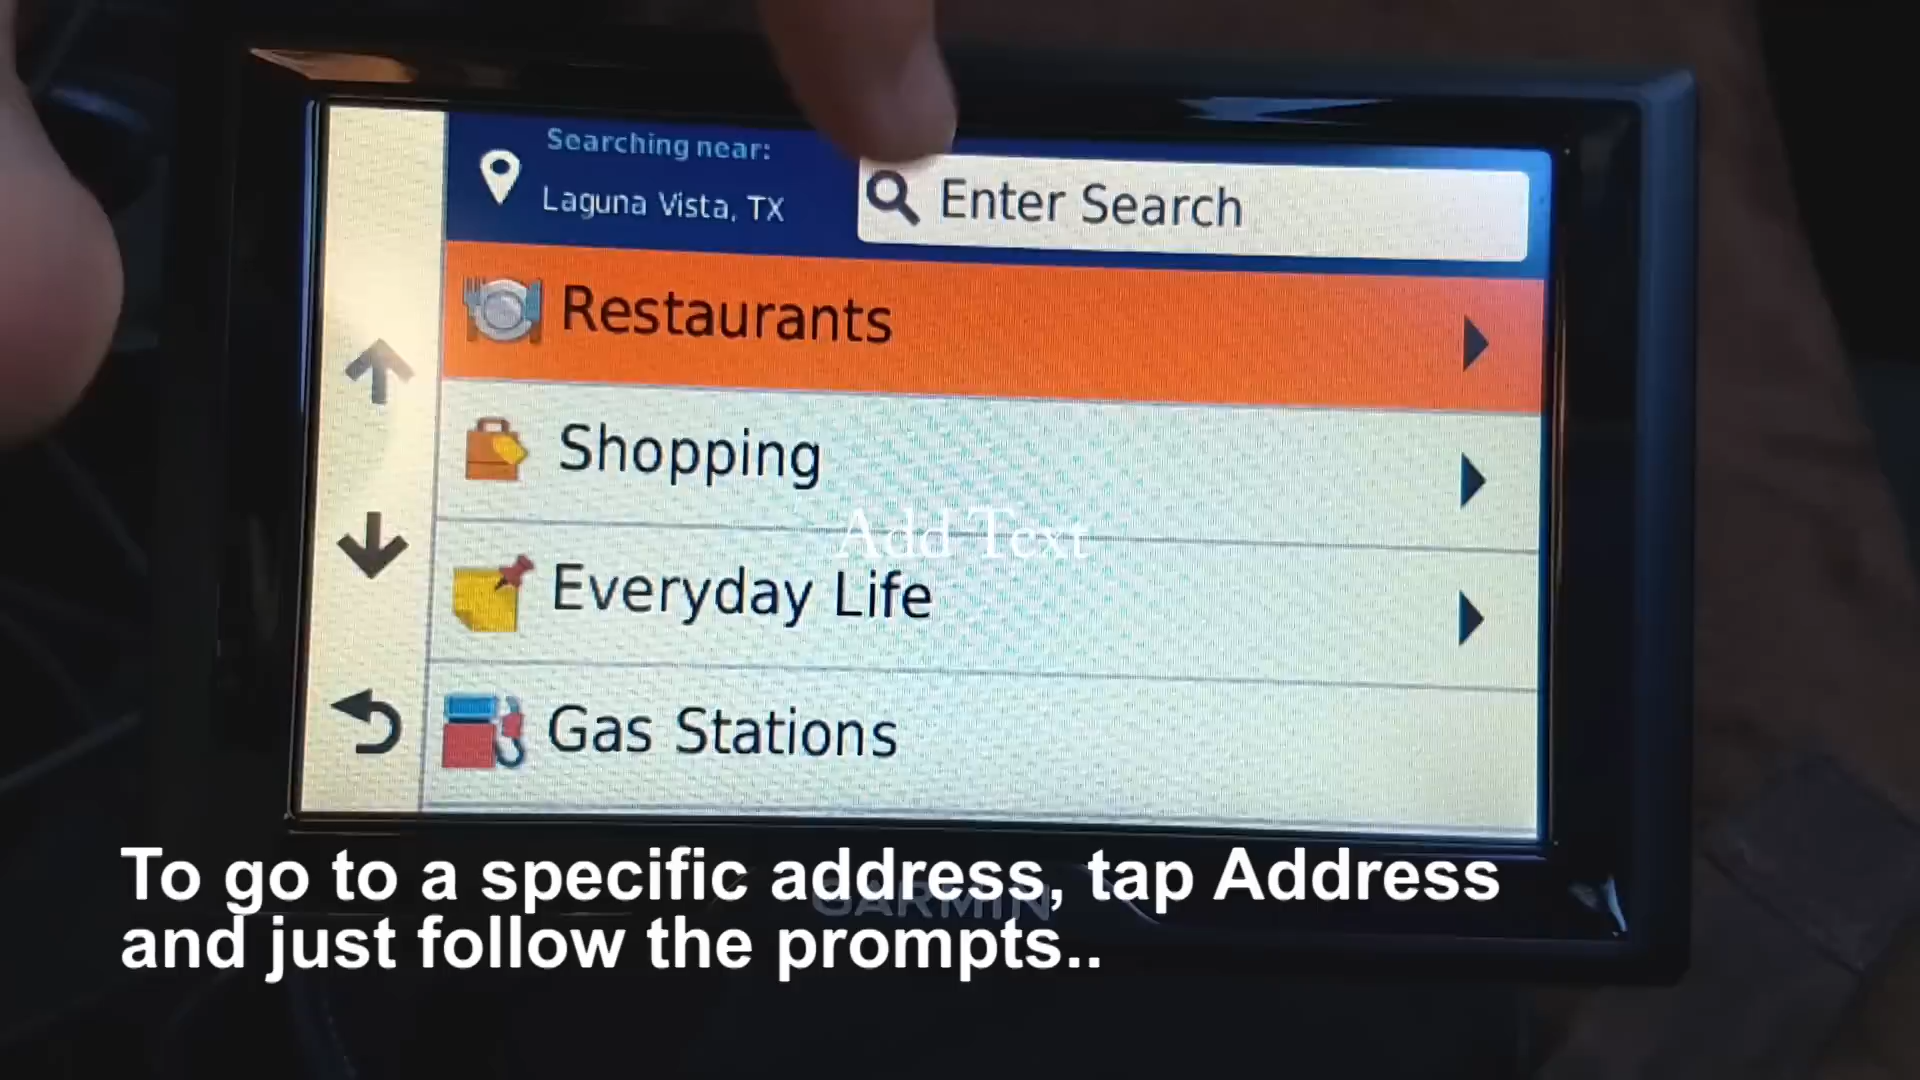 Searching near:
Laguna Vista, TX
Enter Search
Restaurants
Shopping
Add Text
Everyday Life
Gas Stations
GARMIN
To go to a specific address, tap Address
and just follow the prompts..